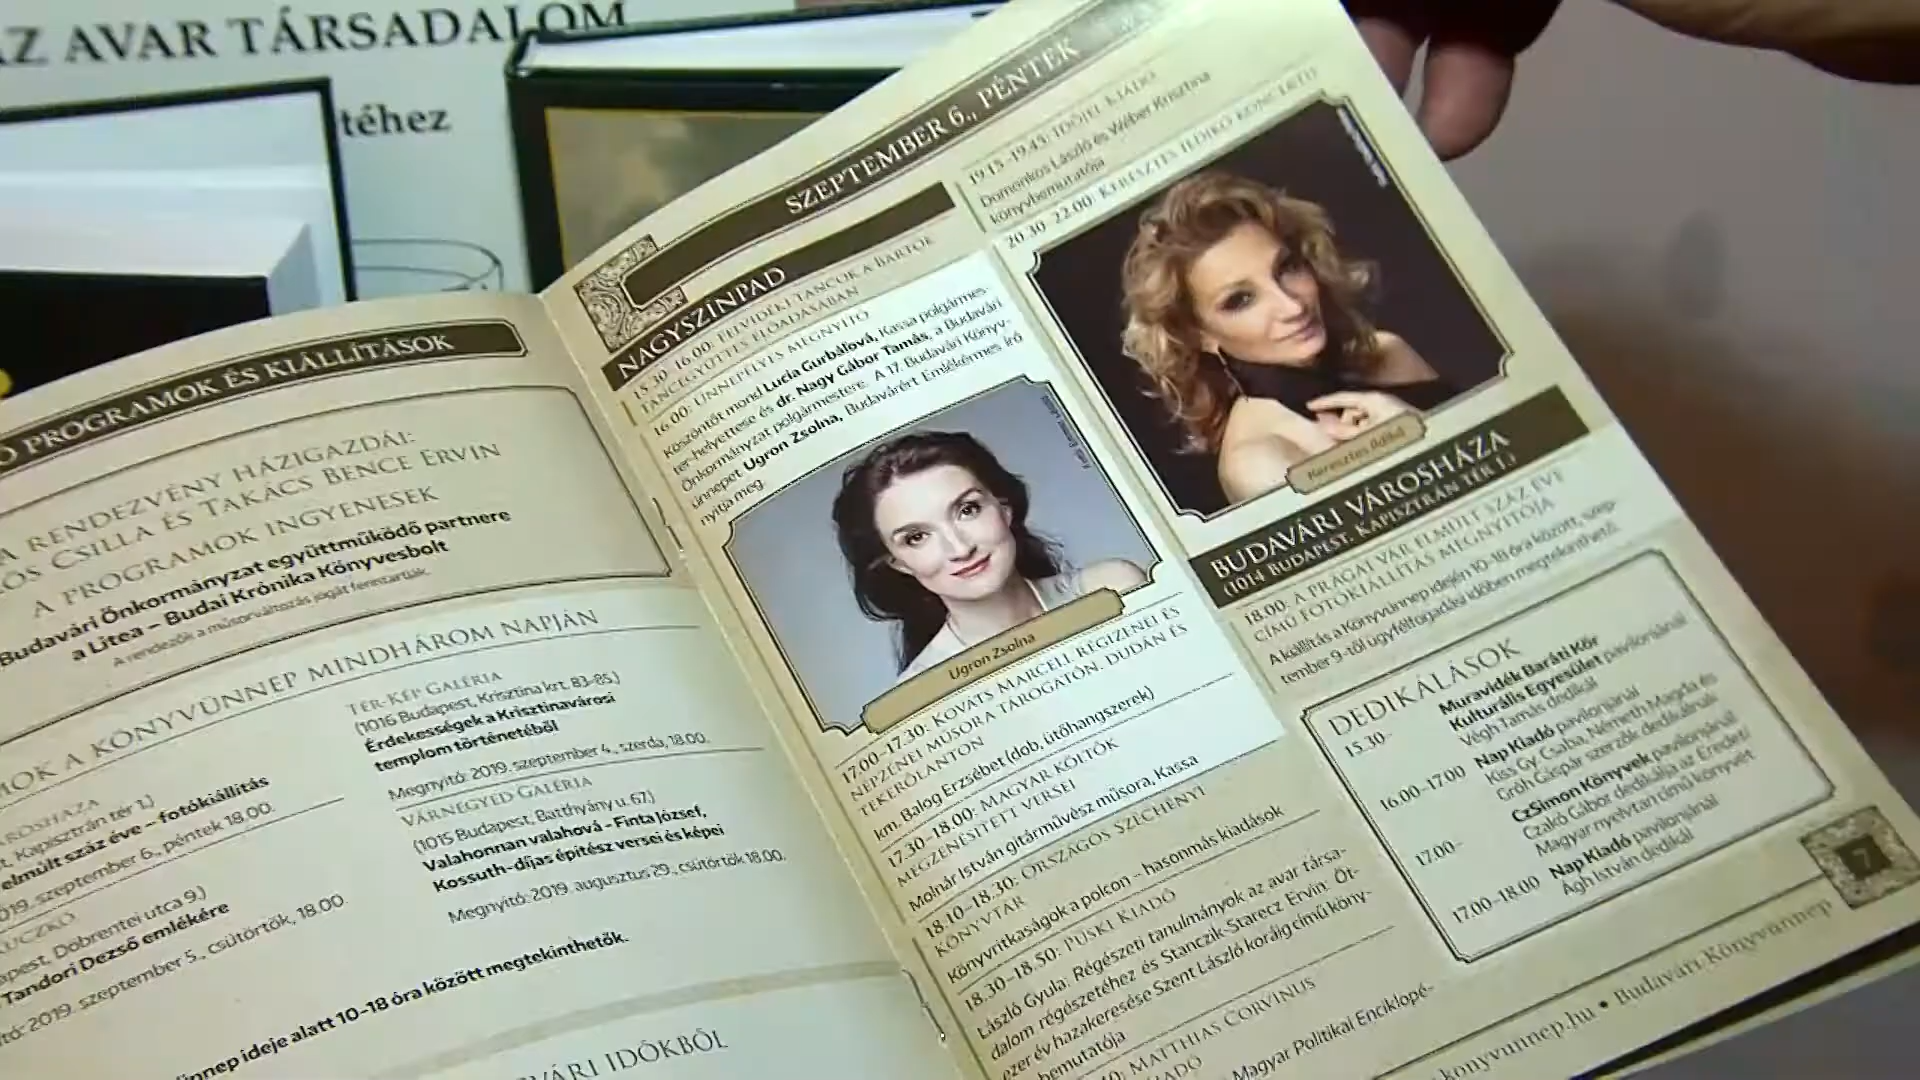 AZ AVAR TÁRSADALOM
téhez
PROGRAMOK ÉS KIÁLLÍTÁSOK
A RENDEZVÉNY HÁZIGAZDÁI:
CSILLA ÉS TAKÁCS BENCE ERVIN
A PROGRAMOK INGYENESEK
Budavári Önkormányzat együttműködő partnere
a Litea – Budai Krónika Könyvesbolt
A rendezők a műsorváltozás jogát fenntartják.
A KÖNYVÜNNEP MINDHÁROM NAPJÁN
Kapisztrán tér 1.)
elmúlt száz éve – fotókiállítás
2019. szeptember 6., péntek 18.00.
Döbrentei utca 9.)
Tandori Dezső emlékére
2019. szeptember 5., csütörtök, 18.00.
TÉR-KÉP GALÉRIA
(1016 Budapest, Krisztina krt. 83-85.)
Érdekességek a Krisztinavárosi
templom történetéből
Megnyitó: 2019. szeptember 4., szerda, 18.00.
VÁRNEGYED GALÉRIA
(1015 Budapest, Batthyány u. 67.)
Valahonnan valahová - Finta József,
Kossuth-díjas építész versei és képei
Megnyitó: 2019. augusztus 29., csütörtök 18.00.
ideje alatt 10-18 óra között megtekinthetők.
IDŐKBŐL
SZEPTEMBER 6., PÉNTEK
NAGYSZÍNPAD
15.30-16.00: FELVIDÉKI TÁNCOK A BARTÓK
TÁNCEGYÜTTES ELŐADÁSÁBAN
16.00: ÜNNEPÉLYES MEGNYITÓ
Köszöntőt mond Lucia Gurbáľová, Kassa polgármes-
ter-helyettese és dr. Nagy Gábor Tamás, a Budavári
Önkormányzat polgármestere. A 17. Budavári Könyv-
ünnepet Ugron Zsolna, Budavárért Emlékérmes író
nyitja meg.
Ugron Zsolna
17.00-17.30: KOVÁTS MARCELL RÉGIZENEI ÉS
NÉPZENEI MŰSORA TÁROGATÓN, DUDÁN ÉS
TEKERŐLANTON
km. Balog Erzsébet (dob, ütőhangszerek)
17.30-18.00: MAGYAR KÖLTŐK
MEGZENÉSÍTETT VERSEI
Molnár István gitárművész műsora, Kassa
18.10-18.30: ORSZÁGOS SZÉCHÉNYI
KÖNYVTÁR
Könyvritkaságok a polcon – hasonmás kiadások
18.30-18.50: PÜSKI KIADÓ
László Gyula: Régészeti tanulmányok az avar társa-
dalom régészetéhez és Stanczik Starecz Ervin: Öt-
ezer év hazakeresése Szent László koráig című köny-
bemutatója
MATTHIAS CORVINUS
Magyar Politikai Enciklopé-
19.15-19.45: IDŐJEL KIADÓ
Domonkos László és Wéber Krisztina
könyvbemutatója
20.30-22.00: KERESZTES ILDIKÓ KONCERT
Keresztes Ildikó
BUDAVÁRI VÁROSHÁZA
(1014 BUDAPEST, KAPISZTRÁN TÉR 1.)
18.00: A PRÁGAI VÁR ELMÚLT SZÁZ ÉVE
CÍMŰ FOTÓKIÁLLÍTÁS MEGNYITÓJA
A kiállítás a Könyvünnep idején 10-18 óra között, szep-
tember 9-től ügyfélfogadási időben megtekinthető.
DEDIKÁLÁSOK
15.30- Muravidék Baráti Kör
Kulturális Egyesület pavilonjánál
Végh Tamás dedikál
16.00-17.00 Nap Kiadó pavilonjánál
Kiss Gy. Csaba, Németh Magda és
Gróh Gáspár szerzők dedikálnak
17.00- CzSimon Könyvek pavilonjánál
Czakó Gábor dedikálja az Eredeti
Magyar nyelvtan című könyvét
17.00-18.00 Nap Kiadó pavilonjánál
Ágh István dedikál
7
konyvunnep.hu • Budavári Könyvünnep